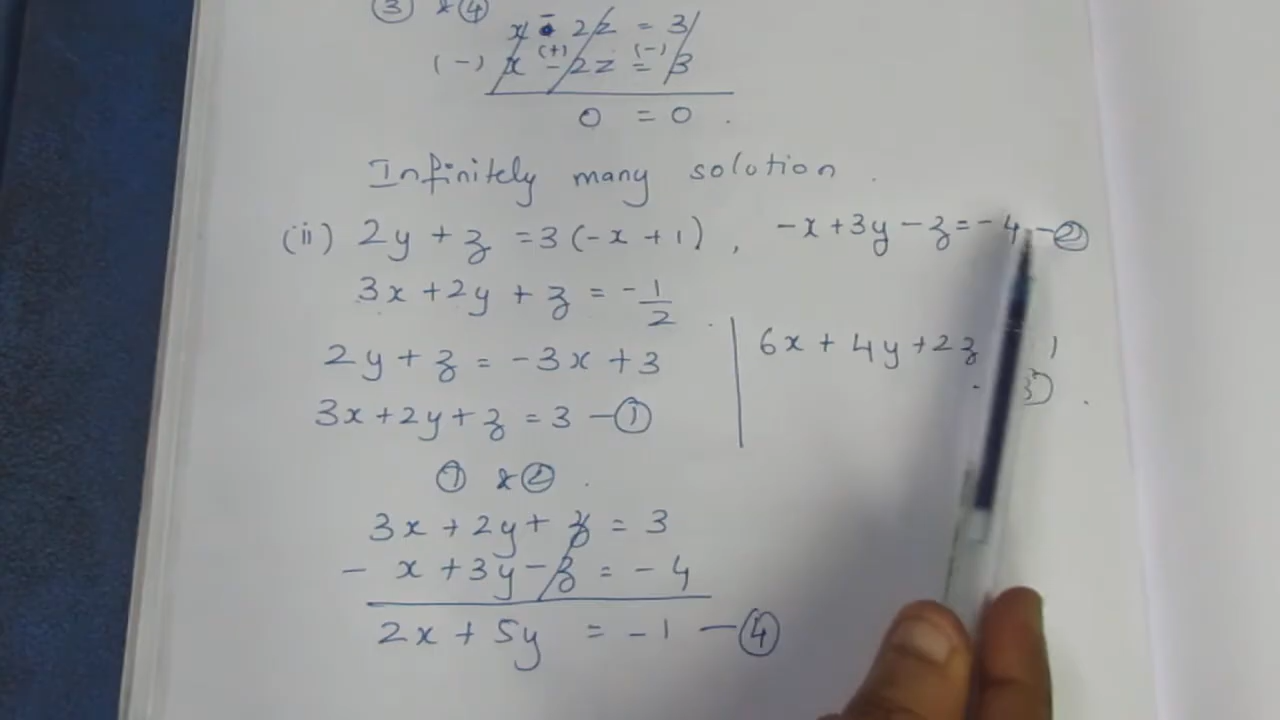 ③ & ④
x - 2z = 3
(-) x (+)- 2z (-)= 3
0 = 0 .
Infinitely many solution .
(ii) 2y + z = 3(-x + 1) , -x + 3y - z = -4 - ②
3x + 2y + z = -1/2 .
2y + z = -3x + 3
6x + 4y + 2z 1
③ .
3x + 2y + z = 3 - ①
① & ② .
3x + 2y + z = 3
- x + 3y - z = - 4
2x + 5y = -1 - ④